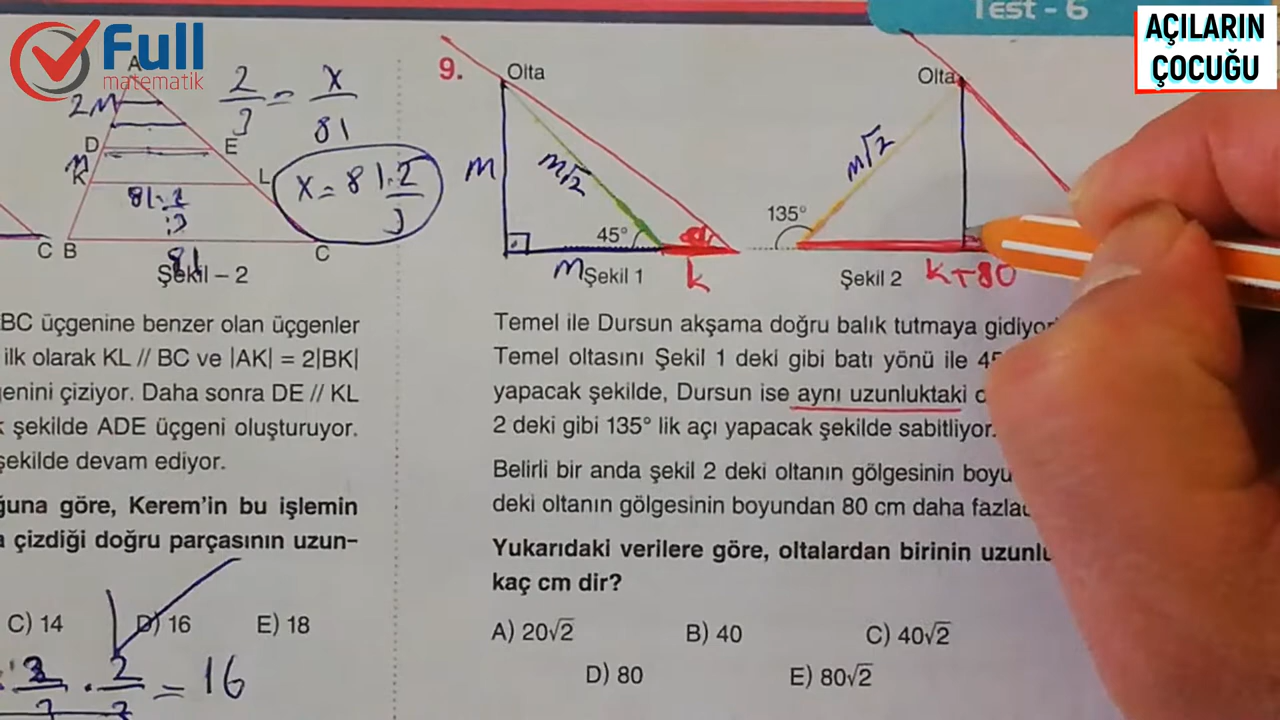 Test - 6
AÇILARIN
ÇOCUĞU
Full
matematik
A
2M
D
E
K
L
B
C
C
81·2
3
81
Şekil – 2
2/3 = x/81
x = 81·2/3
9.
Olta
m
m√2
45°
m
Şekil 1
k
Olta
m√2
135°
Şekil 2
k+80
BC üçgenine benzer olan üçgenler
ilk olarak KL // BC ve |AK| = 2|BK|
genini çiziyor. Daha sonra DE // KL
şekilde ADE üçgeni oluşturuyor.
şekilde devam ediyor.
ğuna göre, Kerem'in bu işlemin
çizdiği doğru parçasının uzun–
C) 14
D) 16
E) 18
· 2/3 = 16
Temel ile Dursun akşama doğru balık tutmaya gidiyor
Temel oltasını Şekil 1 deki gibi batı yönü ile 45
yapacak şekilde, Dursun ise aynı uzunluktaki
2 deki gibi 135° lik açı yapacak şekilde sabitliyor.
Belirli bir anda şekil 2 deki oltanın gölgesinin boyu
deki oltanın gölgesinin boyundan 80 cm daha fazla
Yukarıdaki verilere göre, oltalardan birinin uzunlu
kaç cm dir?
A) 20√2
B) 40
C) 40√2
D) 80
E) 80√2